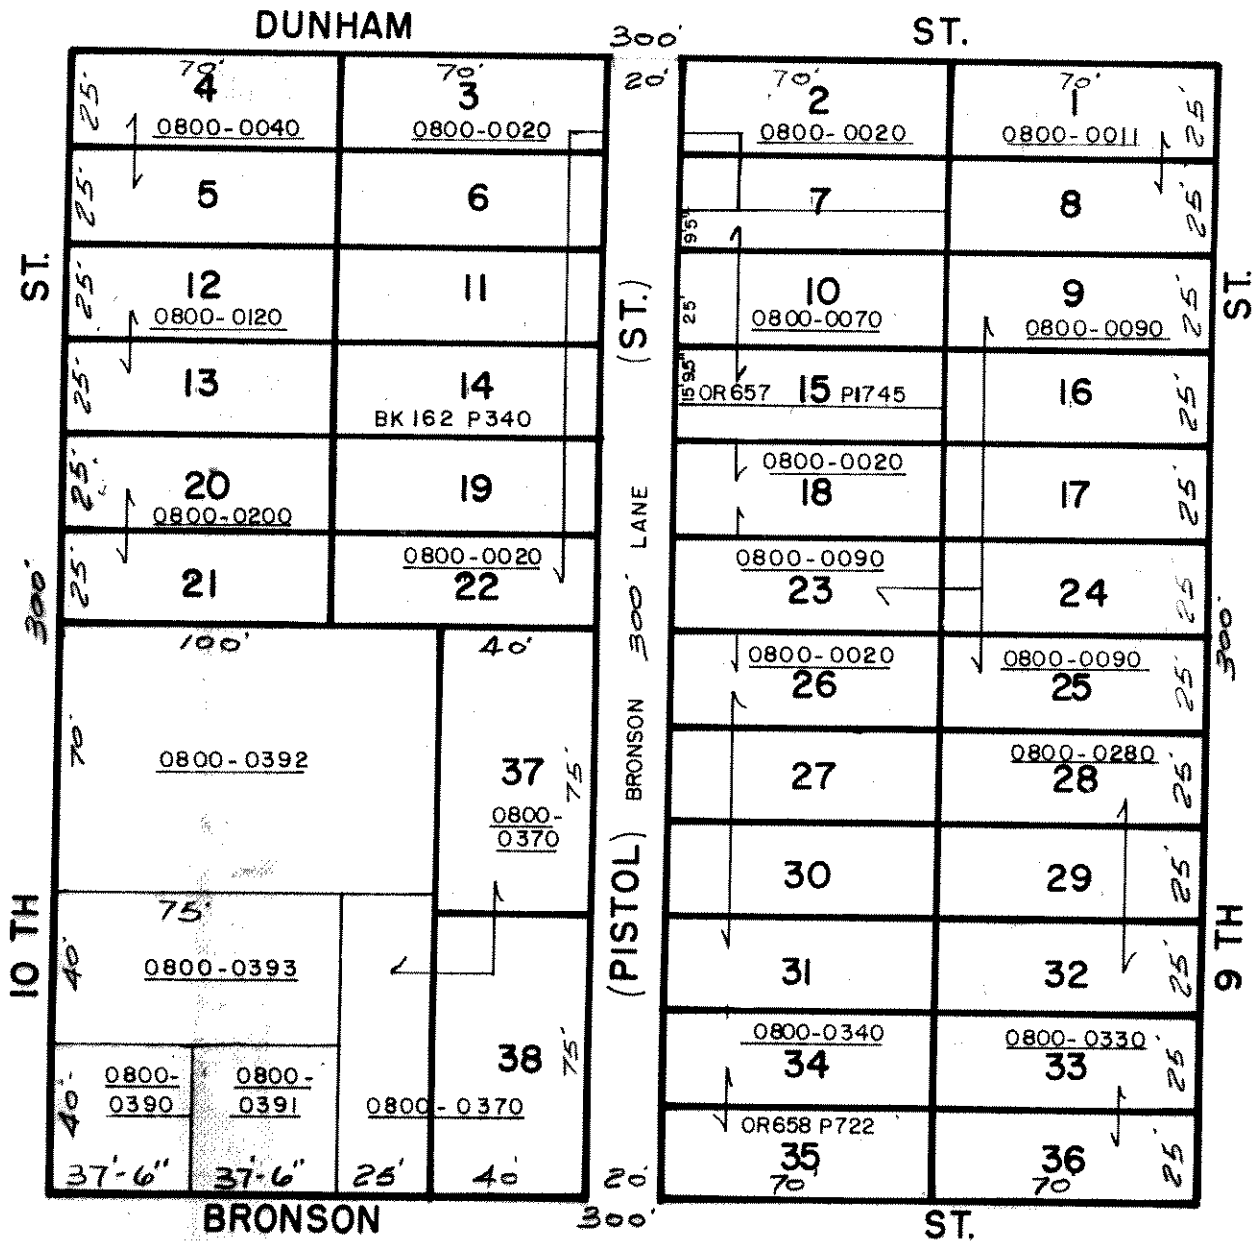 DUNHAM 300' ST.
70' 70' 20' 70' 70'
25' 4 3 2 1 25'
0800-0040 0800-0020 0800-0020 0800-0011
25' 5 6 7 8 25'
9.5'
ST. 25' 12 11 (ST.) 25' 10 9 25' ST.
0800-0120 0800-0070 0800-0090
25' 13 14 15'9.5" OR657 15 P1745 16 25'
BK 162 P340
0800-0020
25' 20 19 18 17 25'
0800-0200
0800-0020 0800-0090
25' 21 22 23 24 25
300' 300' LANE 300'
100' 40' 0800-0020 0800-0090
26 25 25'
70' 0800-0392 37 75' BRONSON 27 0800-0280
28 25'
0800-
0370
30 29 25'
75'
10 TH 40' 0800-0393 (PISTOL) 31 32 25' 9 TH
0800-0340 0800-0330
38 75' 34 33 25
40' 0800- 0800-
0390 0391 0800-0370
OR658 P722
35 36 25'
37'-6" 37'-6" 25' 40' 20' 70' 70'
BRONSON 300' ST.